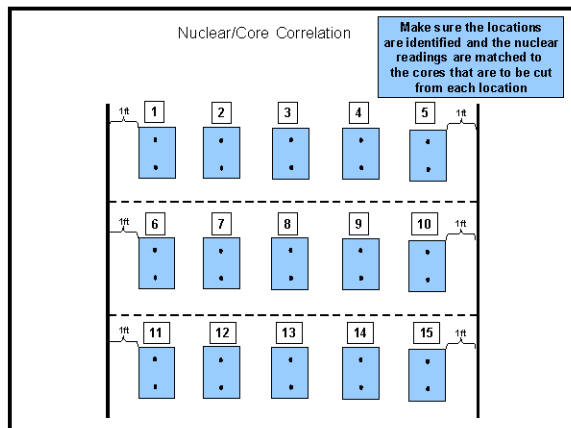 Nuclear/Core Correlation
Make sure the locations
are identified and the nuclear
readings are matched to
the cores that are to be cut
from each location
1ft 1 2 3 4 5 1ft
6 7 8 9 10
1ft 1ft
11 12 13 14 15
1ft 1ft